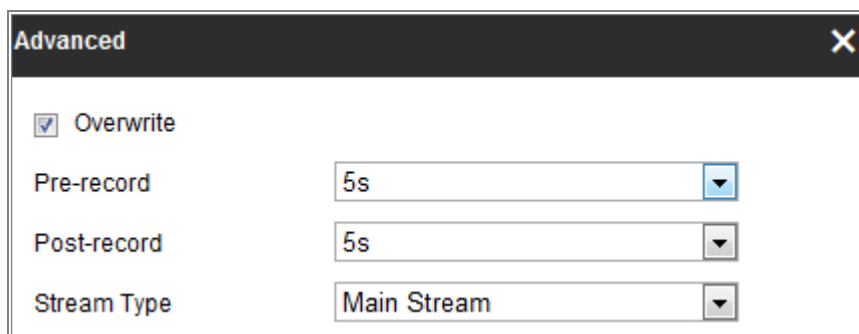 Advanced
Overwrite
Pre-record 5s
Post-record 5s
Stream Type Main Stream